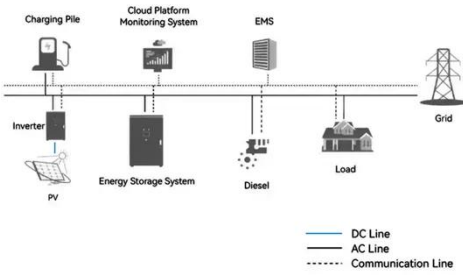 Charging Pile
Cloud Platform
Monitoring System
EMS
Grid
Inverter
PV
Energy Storage System
Diesel
Load
DC Line
AC Line
Communication Line